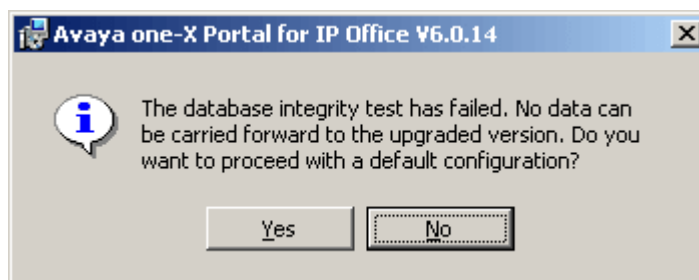 Avaya one-X Portal for IP Office V6.0.14
The database integrity test has failed. No data can
be carried forward to the upgraded version. Do you
want to proceed with a default configuration?
Yes No